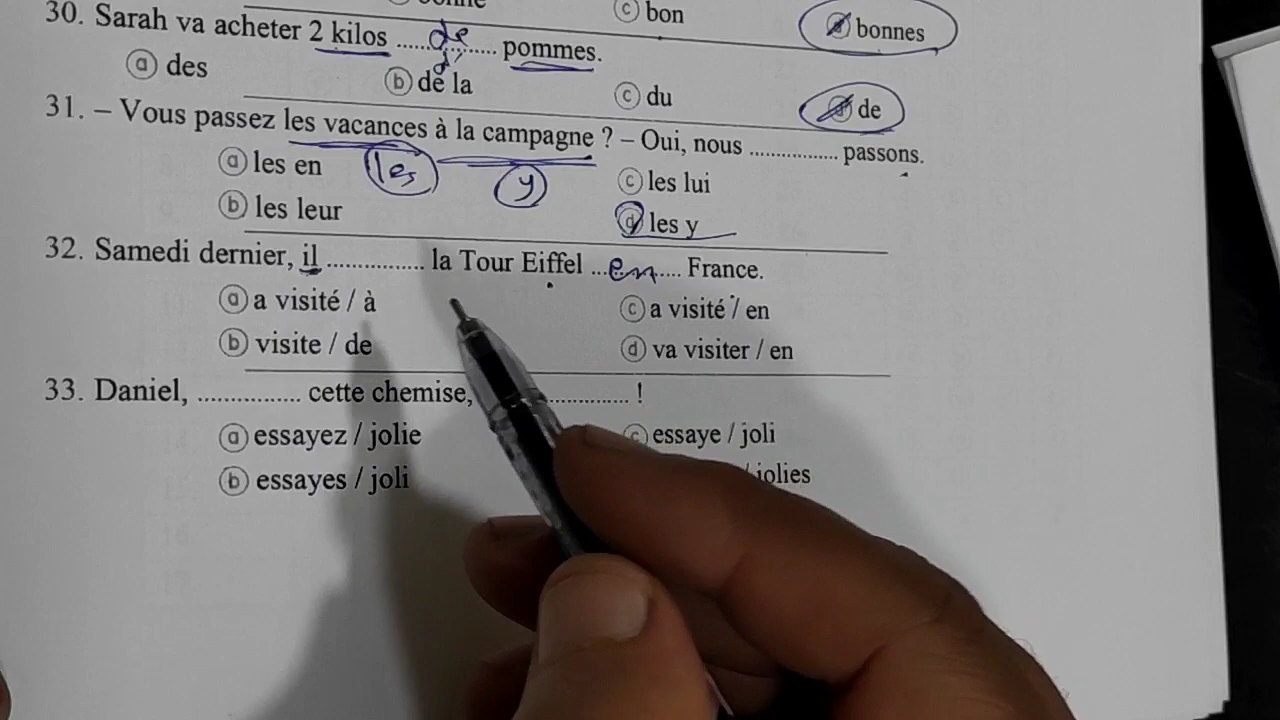 ⓒ bon
bonnes
30. Sarah va acheter 2 kilos ......de......... pommes.
ⓐ des
ⓑ de la
ⓒ du
ⓓ de
31. – Vous passez les vacances à la campagne ? – Oui, nous ................ passons.
les
y
ⓐ les en
ⓒ les lui
ⓑ les leur
ⓓ les y
32. Samedi dernier, il ................ la Tour Eiffel ...en..... France.
ⓐ a visité / à
ⓒ a visité / en
ⓑ visite / de
ⓓ va visiter / en
33. Daniel, ................ cette chemise, ............. !
ⓐ essayez / jolie
ⓒ essaye / joli
ⓑ essayes / joli
/ jolies